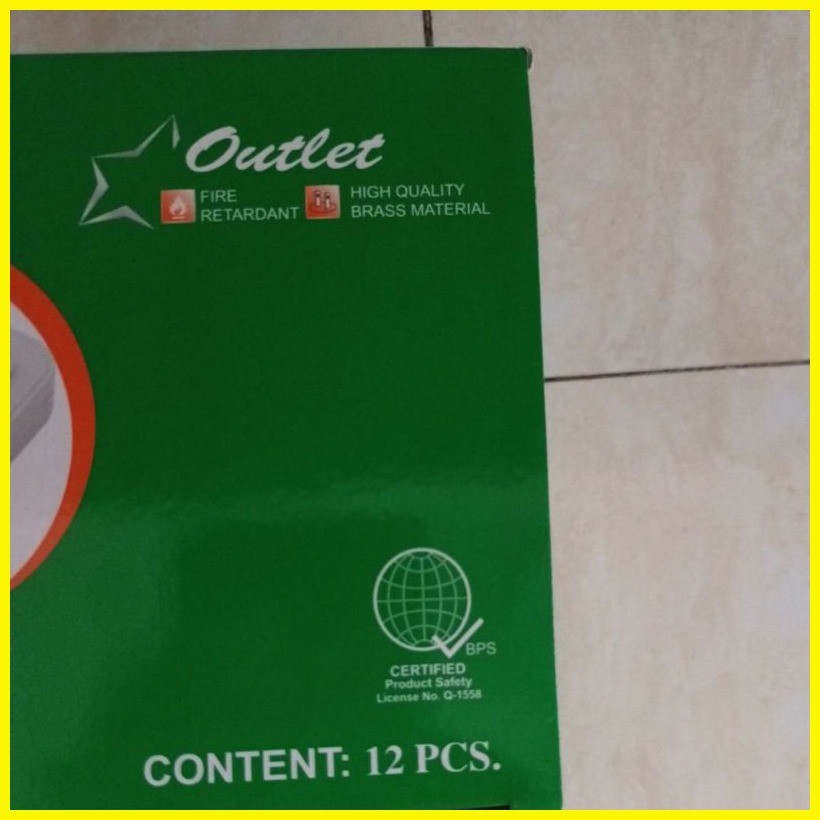 Outlet
FIRE
RETARDANT
HIGH QUALITY
BRASS MATERIAL
BPS
CERTIFIED
Product Safety
License No. Q-1558
CONTENT: 12 PCS.